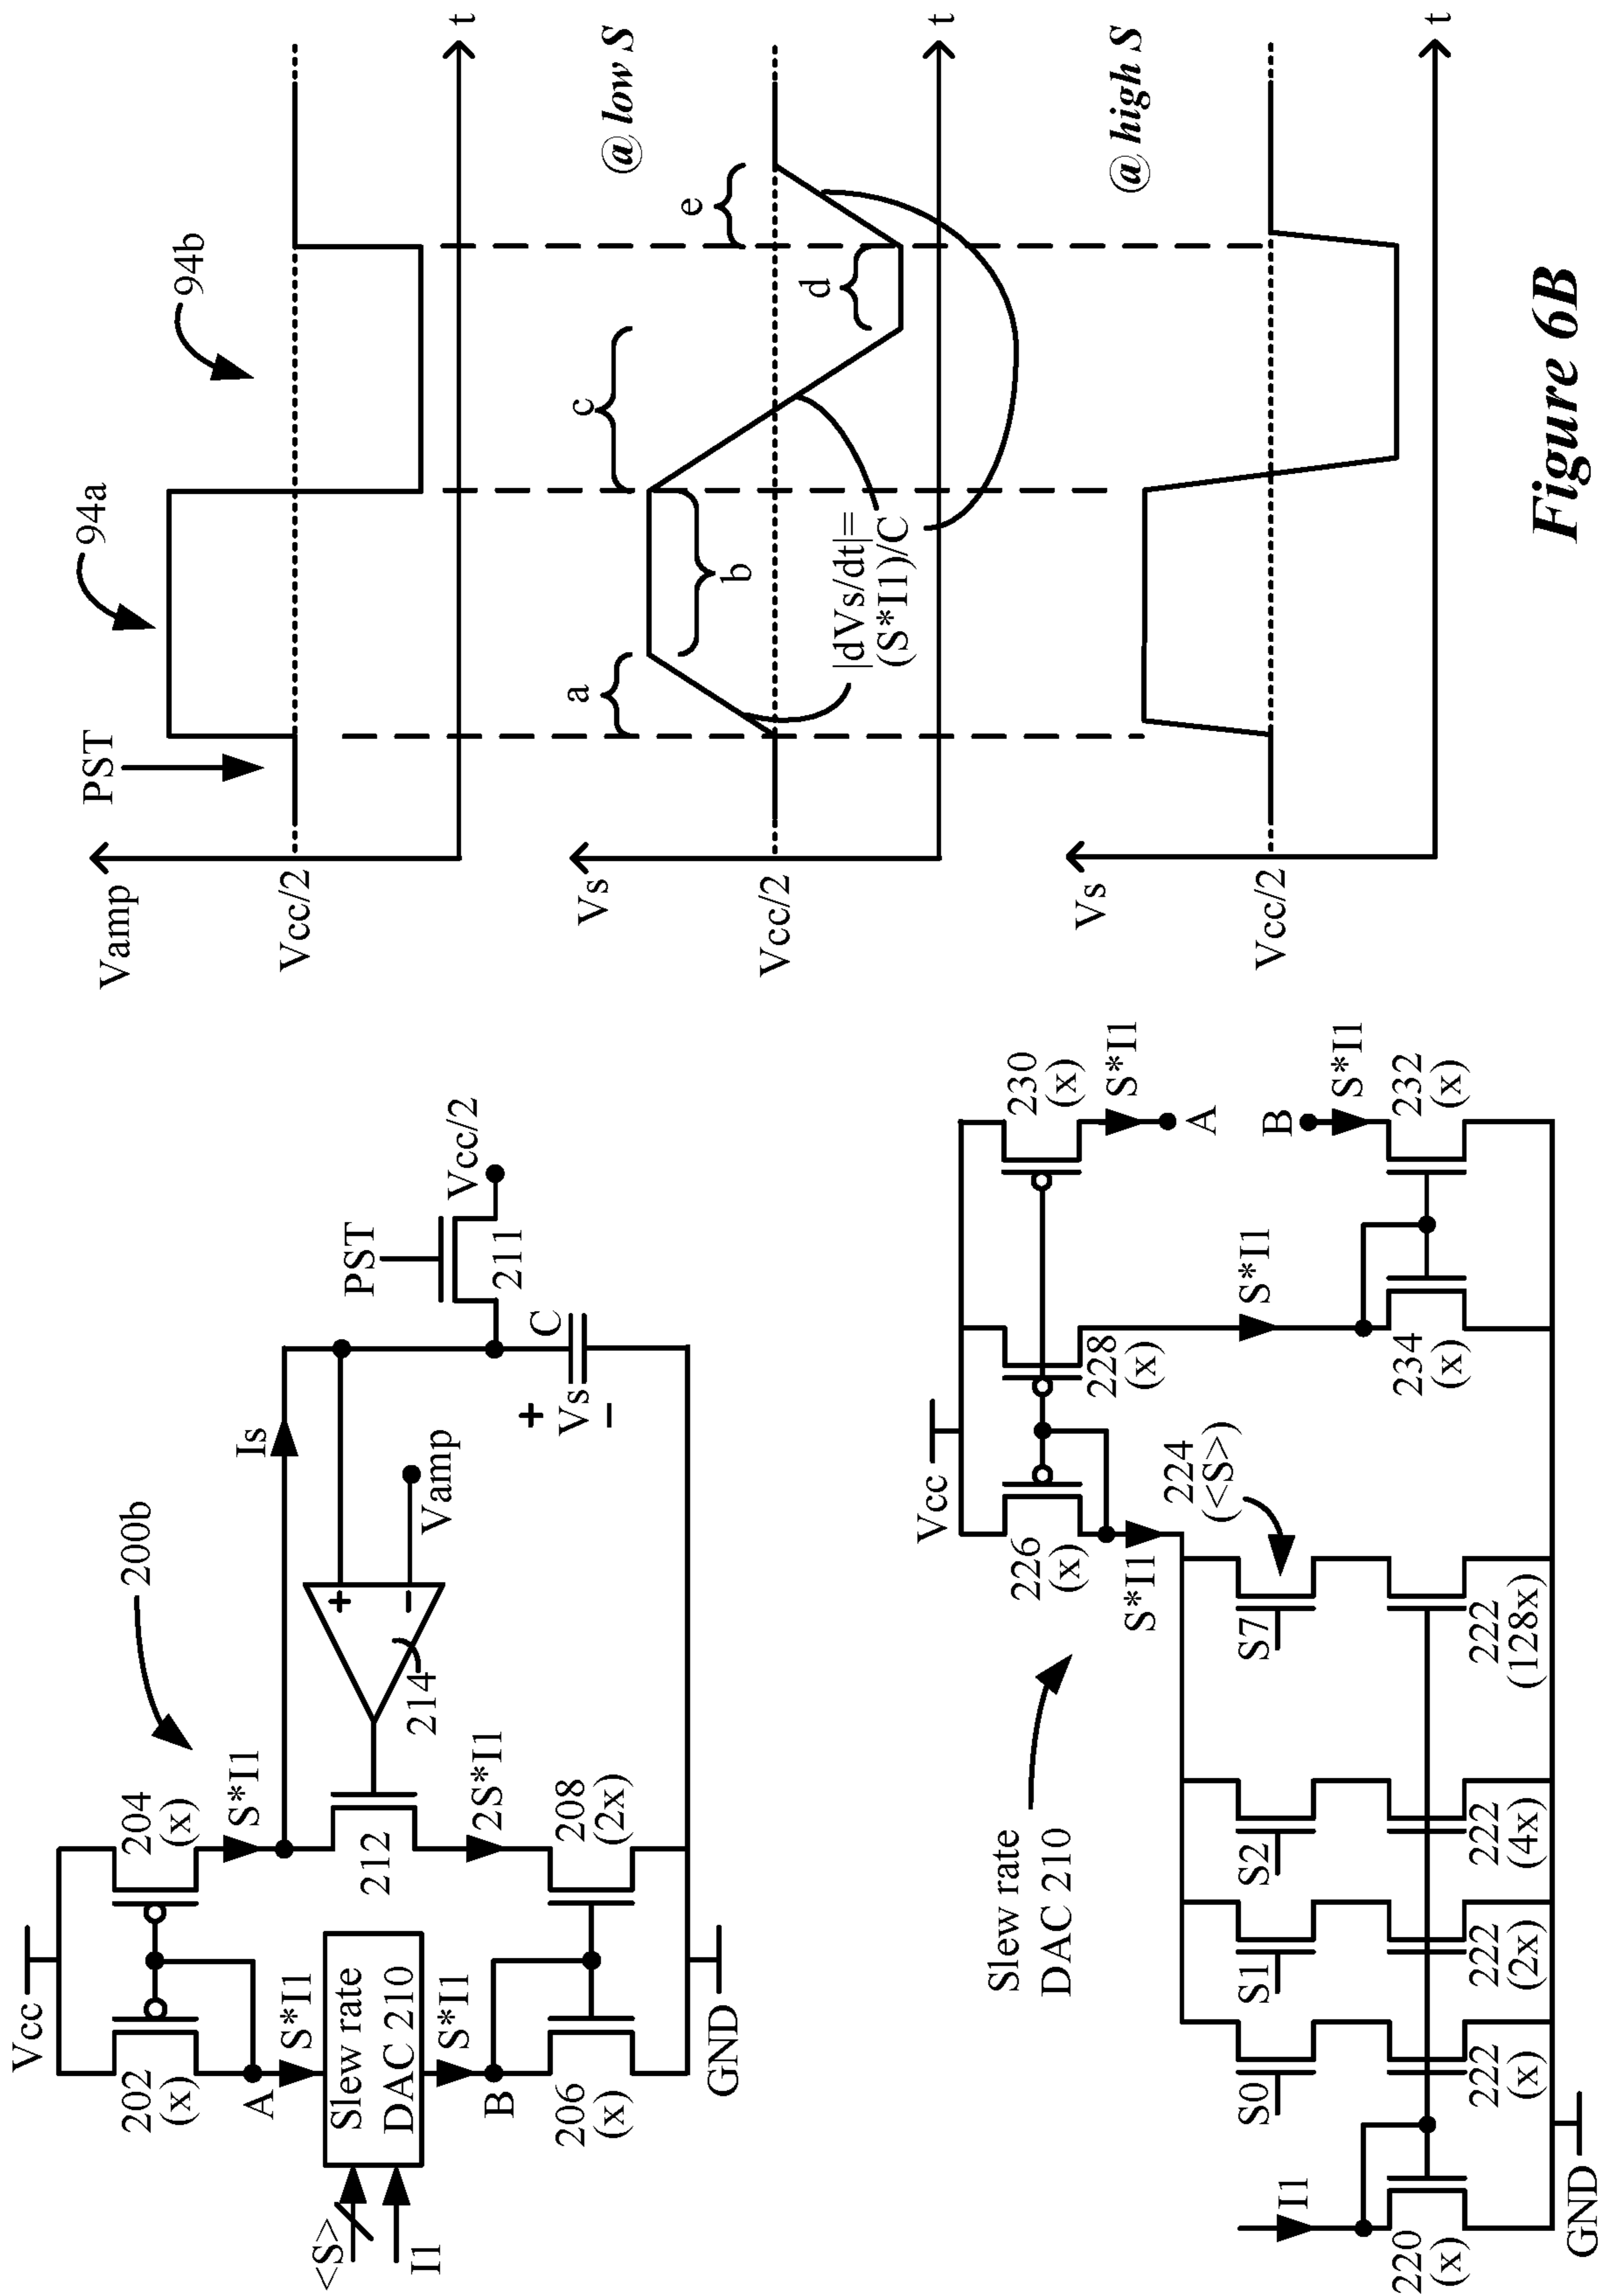 Vcc
202
(x)
204
(x)
A
S*I1
S*I1
200b
Is
<S>
I1
Slew rate
DAC 210
S*I1
B
212
2S*I1
206
(x)
208
(2x)
GND
214
+
-
Vamp
+
Vs
-
C
PST
211
Vcc/2
Slew rate
DAC 210
I1
220
(x)
GND
S0
S1
S2
S7
222
(x)
222
(2x)
222
(4x)
222
(128x)
224
(<S>)
S*I1
Vcc
226
(x)
228
(x)
230
(x)
S*I1
A
S*I1
B
S*I1
234
(x)
232
(x)
Vamp
Vcc/2
PST
94a
94b
t
Vs
Vcc/2
@ low S
a
b
c
d
e
|dVs/dt|=
(S*I1)/C
t
Vs
Vcc/2
@ high S
t
Figure 6B